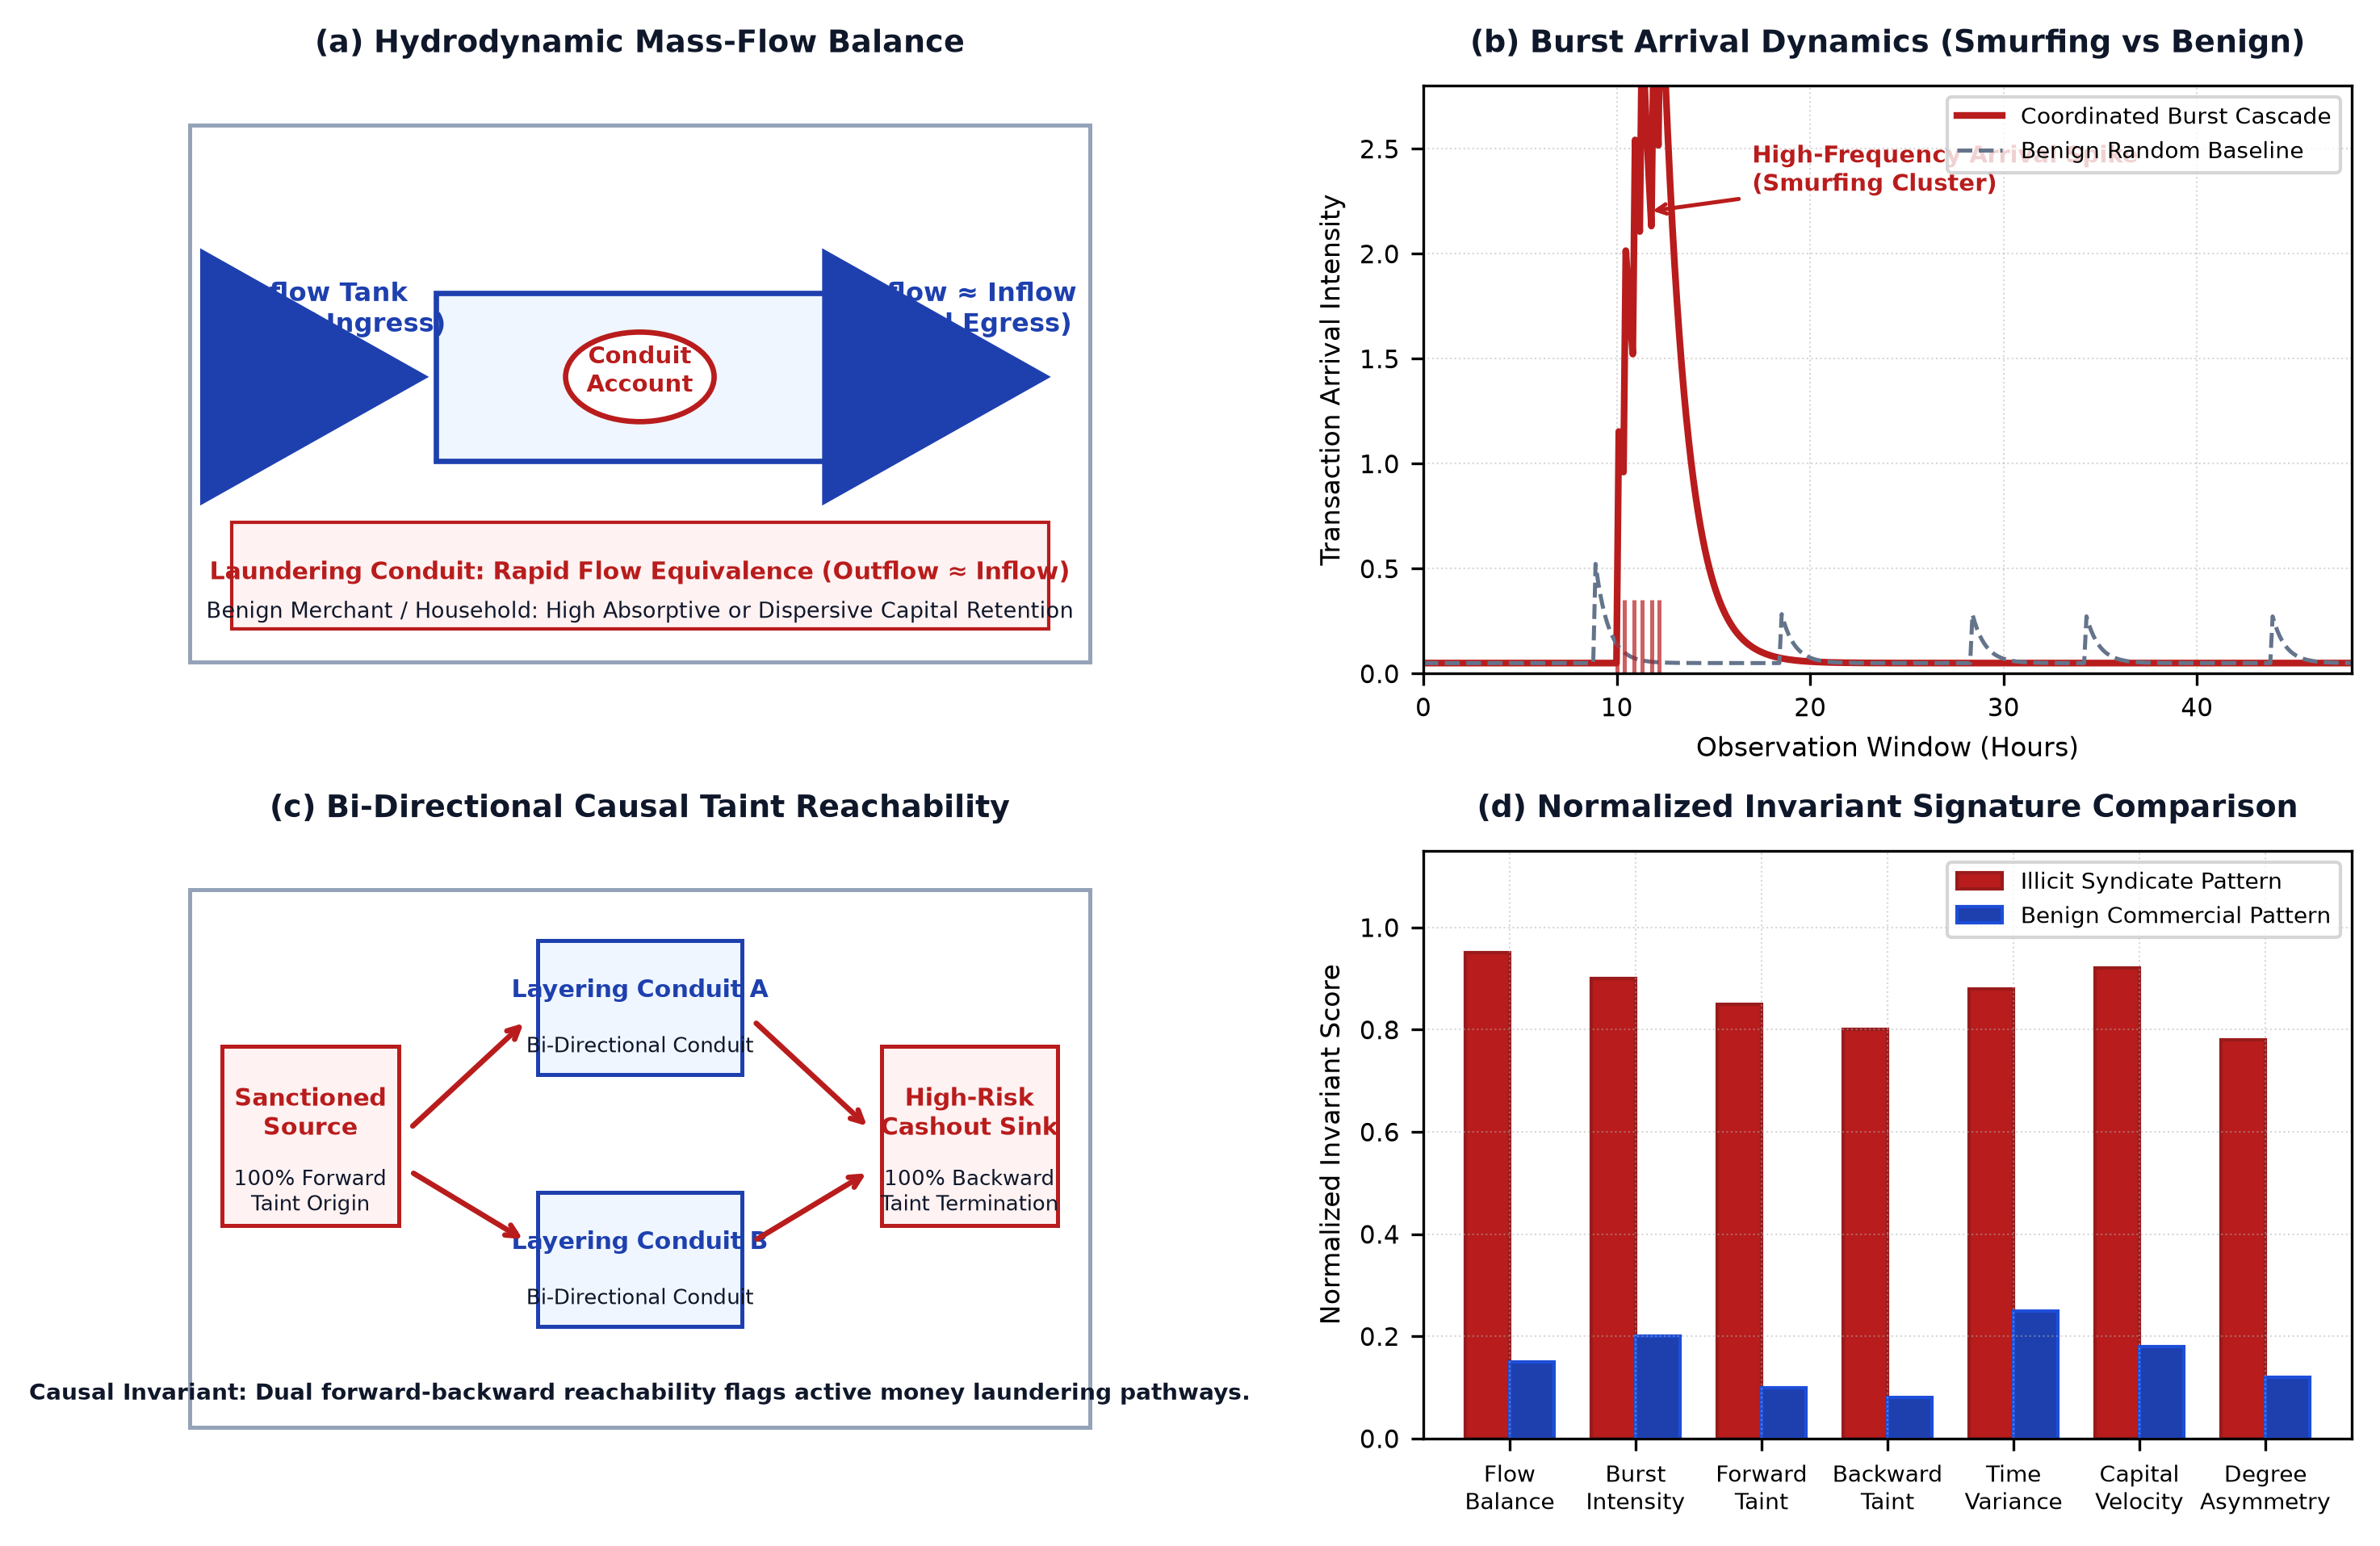 (a) Hydrodynamic Mass-Flow Balance
flow Tank
Ingress)
flow ≈ Inflow
Egress)
Conduit
Account
Laundering Conduit: Rapid Flow Equivalence (Outflow ≈ Inflow)
Benign Merchant / Household: High Absorptive or Dispersive Capital Retention
(b) Burst Arrival Dynamics (Smurfing vs Benign)
Transaction Arrival Intensity
2.5
2.0
1.5
1.0
0.5
0.0
Coordinated Burst Cascade
Benign Random Baseline
High-Frequency Arrival Spike
(Smurfing Cluster)
0 10 20 30 40
Observation Window (Hours)
(c) Bi-Directional Causal Taint Reachability
Layering Conduit A
Bi-Directional Conduit
Sanctioned
Source
100% Forward
Taint Origin
High-Risk
Cashout Sink
100% Backward
Taint Termination
Layering Conduit B
Bi-Directional Conduit
Causal Invariant: Dual forward-backward reachability flags active money laundering pathways.
(d) Normalized Invariant Signature Comparison
Normalized Invariant Score
1.0
0.8
0.6
0.4
0.2
0.0
Illicit Syndicate Pattern
Benign Commercial Pattern
Flow
Balance
Burst
Intensity
Forward
Taint
Backward
Taint
Time
Variance
Capital
Velocity
Degree
Asymmetry